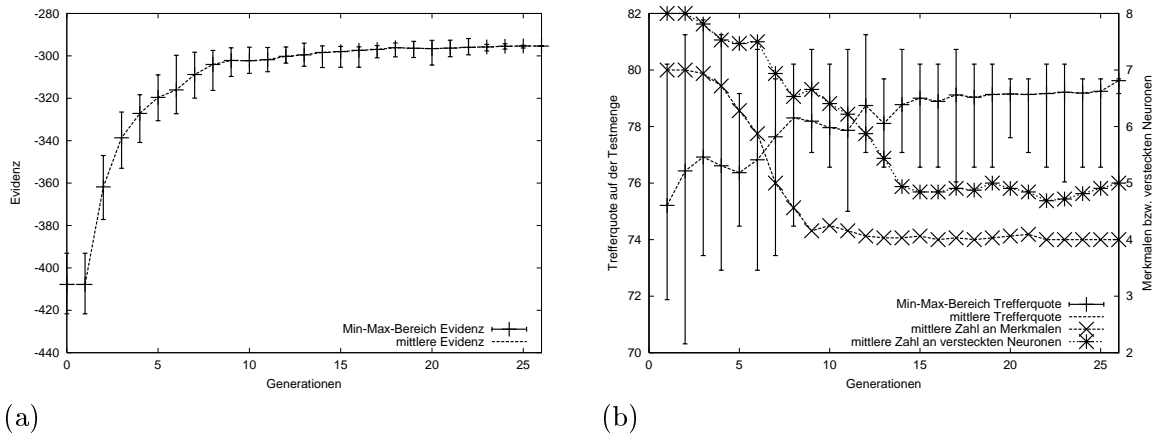 -280
-300
-320
-340
-360
-380
-400
-420
-440
0
5
10
15
20
25
Evidenz
Generationen
Min-Max-Bereich Evidenz
mittlere Evidenz
(a)
82
80
78
76
74
72
70
8
7
6
5
4
3
2
0
5
10
15
20
25
Trefferquote auf der Testmenge
Merkmalen bzw. versteckten Neuronen
Generationen
Min-Max-Bereich Trefferquote
mittlere Trefferquote
mittlere Zahl an Merkmalen
mittlere Zahl an versteckten Neuronen
(b)